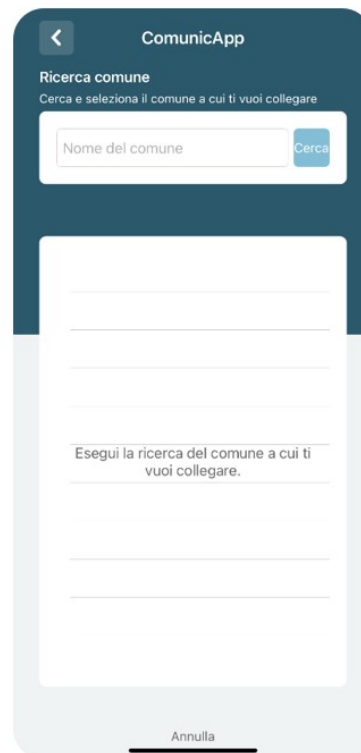 ComunicApp
Ricerca comune
Cerca e seleziona il comune a cui ti vuoi collegare
Nome del comune
Cerca
Esegui la ricerca del comune a cui ti
vuoi collegare.
Annulla